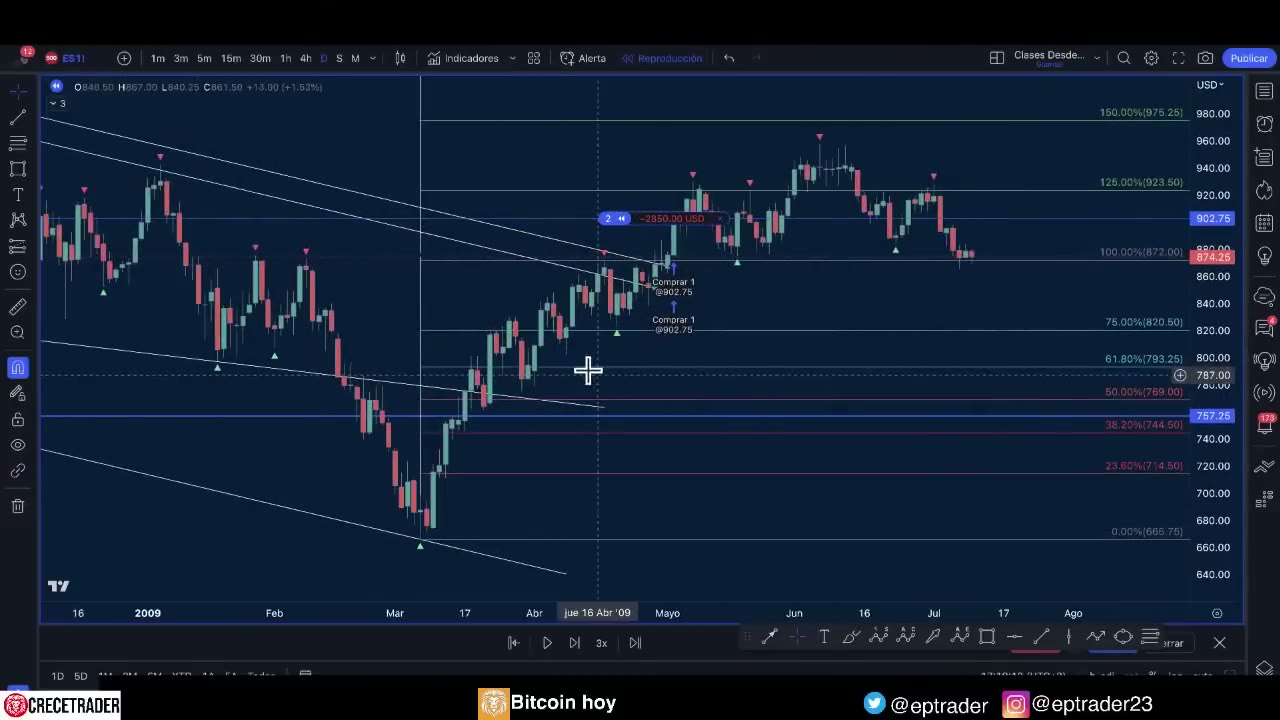 12
500 ES1! 1m 3m 5m 15m 30m 1h 4h D S M Indicadores Alerta Reproducción Clases Desde... Publicar
Guardar
O848.50 H867.00 L840.25 C861.50 +13.00 (+1.53%) USD
3
150.00%(975.25) 980.00
960.00
940.00
125.00%(923.50) 920.00
2 −2850.00 USD × 902.75
100.00%(872.00) 880.00
874.25
860.00
Comprar 1
@902.75
840.00
Comprar 1
@902.75
75.00%(820.50) 820.00
4
61.80%(793.25) 800.00
787.00
780.00
50.00%(769.00)
757.25
173
38.20%(744.50) 740.00
23.60%(714.50) 720.00
700.00
680.00
0.00%(665.75)
660.00
640.00
16 2009 Feb Mar 17 Abr jue 16 Abr '09 Mayo Jun 16 Jul 17 Ago
3x T rrar
1D 5D
CRECETRADER Bitcoin hoy @eptrader @eptrader23